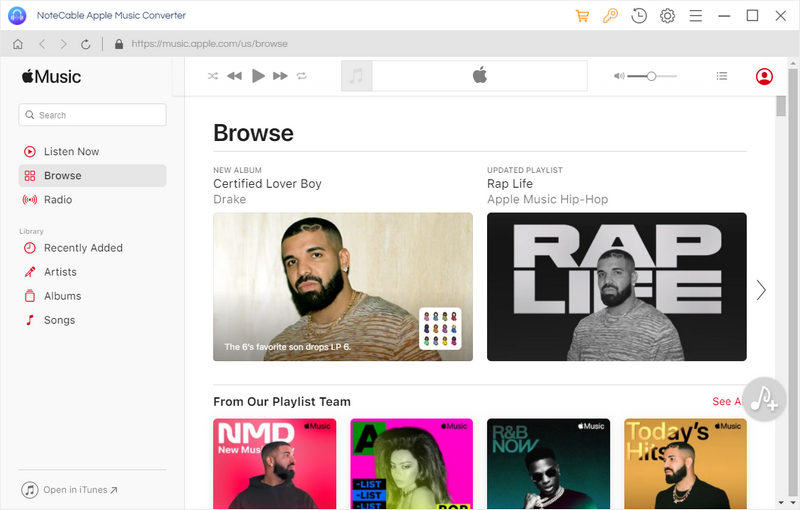 NoteCable Apple Music Converter
https://music.apple.com/us/browse
Music
Search
Listen Now
Browse
Radio
Library
Recently Added
Artists
Albums
Songs
Open in iTunes
Browse
NEW ALBUM
Certified Lover Boy
Drake
The 6's favorite son drops LP 6.
UPDATED PLAYLIST
Rap Life
Apple Music Hip-Hop
RAP
LIFE
From Our Playlist Team
See
NMD
New Music
Music
A
-LIST
-LIST
-LIST
POP
Music
R&B
NOW
Music
Today's
Hits
Music